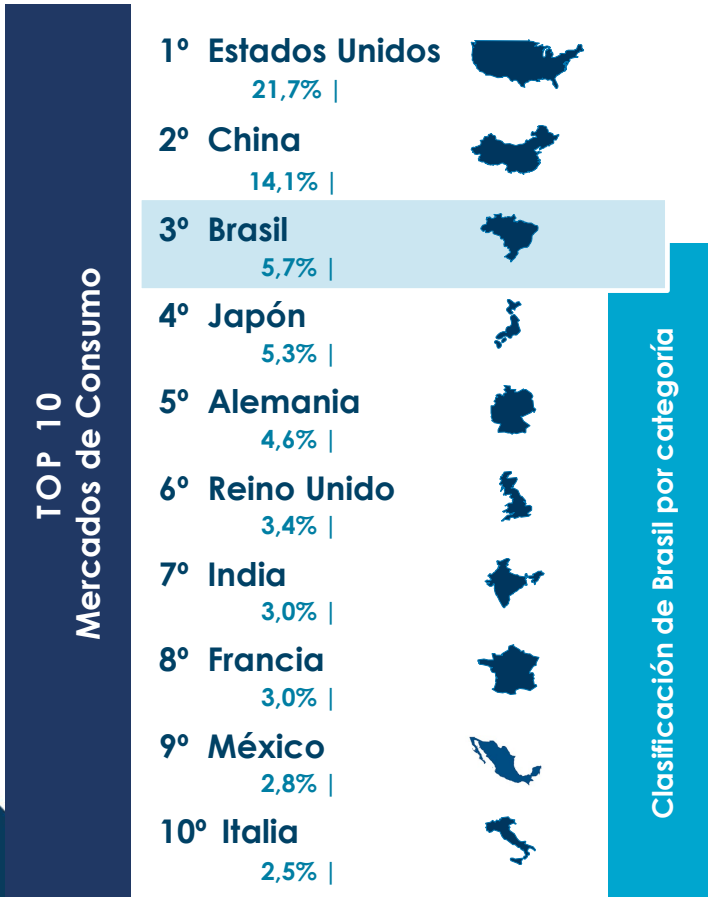 TOP 10
Mercados de Consumo
1º Estados Unidos
21,7% |
2º China
14,1% |
3º Brasil
5,7% |
4º Japón
5,3% |
5º Alemania
4,6% |
6º Reino Unido
3,4% |
7º India
3,0% |
8º Francia
3,0% |
9º México
2,8% |
10º Italia
2,5% |
Clasificación de Brasil por categoría